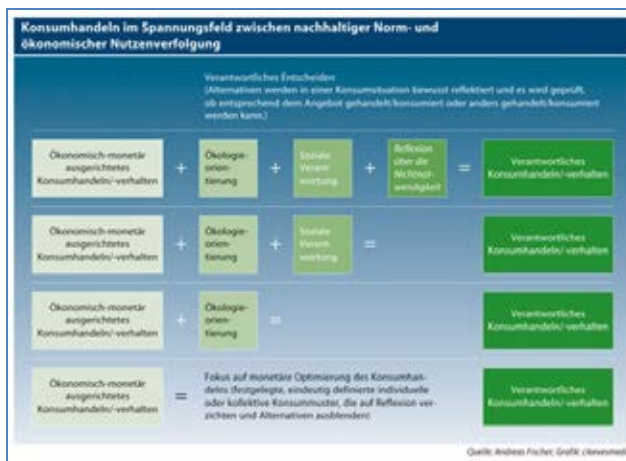 Konsumhandeln im Spannungsfeld zwischen nachhaltiger Norm- und
ökonomischer Nutzenverfolgung
Verantwortliches Entscheiden
(Alternativen werden in einer Konsumsituation bewusst reflektiert und es wird geprüft,
ob entsprechend dem Angebot gehandelt/konsumiert oder anders gehandelt/konsumiert
werden kann.)
Ökonomisch-monetär
ausgerichtetes
Konsumhandeln/-verhalten
+
Ökologie-
orien-
tierung
+
Soziale
Verant
wortung
+
Reflexion
über die
Nicht(not-
wendigkeit
=
Verantwortliches
Konsumhandeln/-verhalten
Ökonomisch-monetär
ausgerichtetes
Konsumhandeln/-verhalten
+
Ökologie-
orien-
tierung
+
Soziale
Verant
wortung
=
Verantwortliches
Konsumhandeln/-verhalten
Ökonomisch-monetär
ausgerichtetes
Konsumhandeln/-verhalten
+
Ökologie-
orien-
tierung
=
Verantwortliches
Konsumhandeln/-verhalten
Ökonomisch-monetär
ausgerichtetes
Konsumhandeln/-verhalten
=
Fokus auf monetäre Optimierung des Konsumhan-
delns (festgelegte, eindeutig definierte individuelle
oder kollektive Konsummuster, die auf Reflexion ver-
zichten und Alternativen ausblenden)
Verantwortliches
Konsumhandeln/-verhalten
Quelle: Andreas Fischer, Grafik: